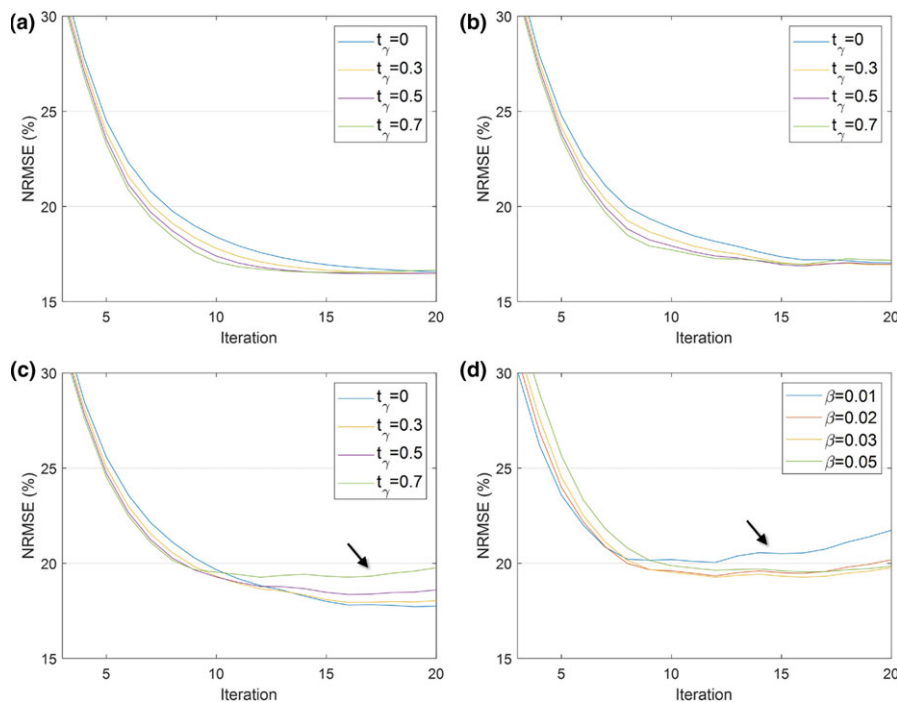 (a)
30
25
20
15
NRMSE (%)
5
10
15
20
Iteration
t_γ=0
t_γ=0.3
t_γ=0.5
t_γ=0.7
(b)
30
25
20
15
NRMSE (%)
5
10
15
20
Iteration
t_γ=0
t_γ=0.3
t_γ=0.5
t_γ=0.7
(c)
30
25
20
15
NRMSE (%)
5
10
15
20
Iteration
t_γ=0
t_γ=0.3
t_γ=0.5
t_γ=0.7
(d)
30
25
20
15
NRMSE (%)
5
10
15
20
Iteration
β=0.01
β=0.02
β=0.03
β=0.05